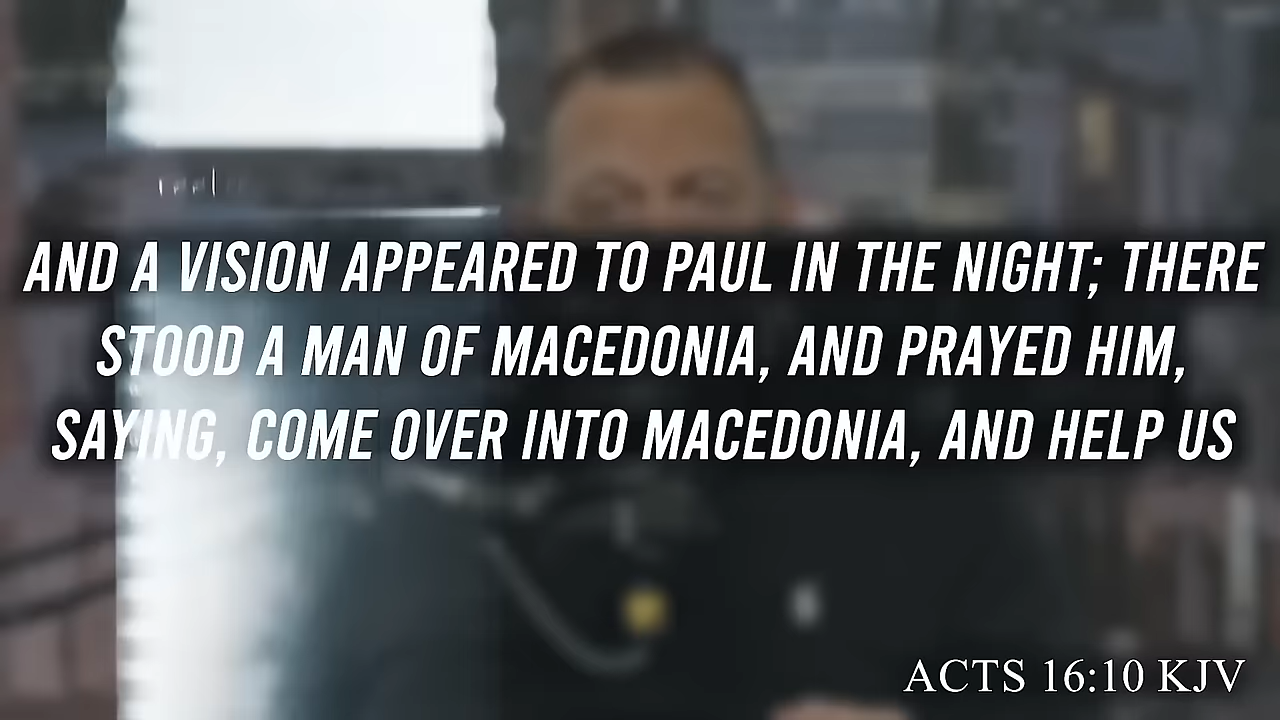 AND A VISION APPEARED TO PAUL IN THE NIGHT; THERE
STOOD A MAN OF MACEDONIA, AND PRAYED HIM,
SAYING, COME OVER INTO MACEDONIA, AND HELP US
ACTS 16:10 KJV